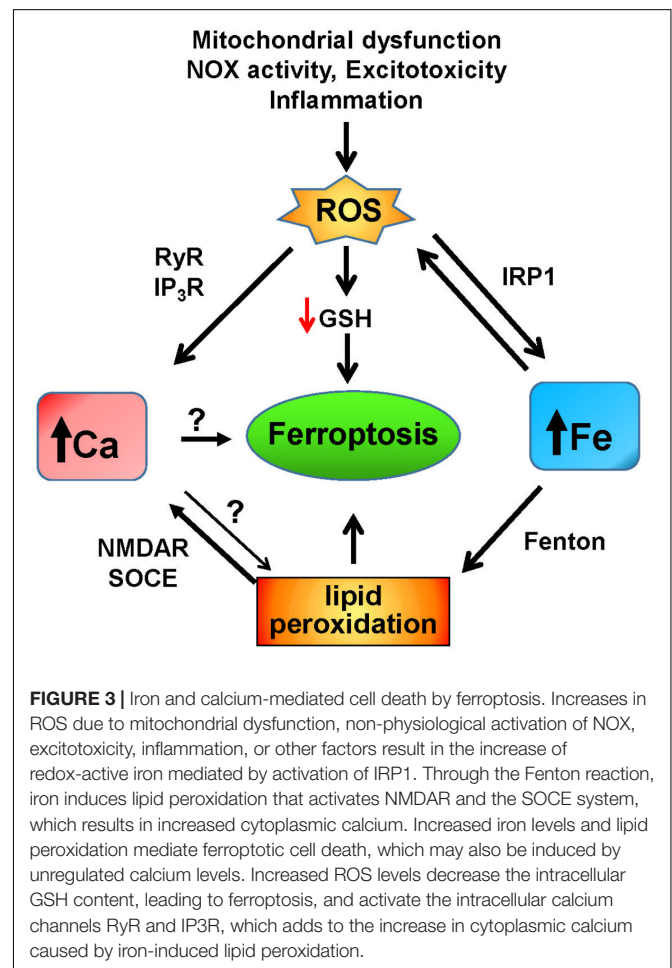 Mitochondrial dysfunction
NOX activity, Excitotoxicity
Inflammation
ROS
RyR
IP₃R
IRP1
↓GSH
↑Ca
?
Ferroptosis
↑Fe
?
NMDAR
SOCE
Fenton
lipid
peroxidation
FIGURE 3 | Iron and calcium-mediated cell death by ferroptosis. Increases in
ROS due to mitochondrial dysfunction, non-physiological activation of NOX,
excitotoxicity, inflammation, or other factors result in the increase of
redox-active iron mediated by activation of IRP1. Through the Fenton reaction,
iron induces lipid peroxidation that activates NMDAR and the SOCE system,
which results in increased cytoplasmic calcium. Increased iron levels and lipid
peroxidation mediate ferroptotic cell death, which may also be induced by
unregulated calcium levels. Increased ROS levels decrease the intracellular
GSH content, leading to ferroptosis, and activate the intracellular calcium
channels RyR and IP3R, which adds to the increase in cytoplasmic calcium
caused by iron-induced lipid peroxidation.